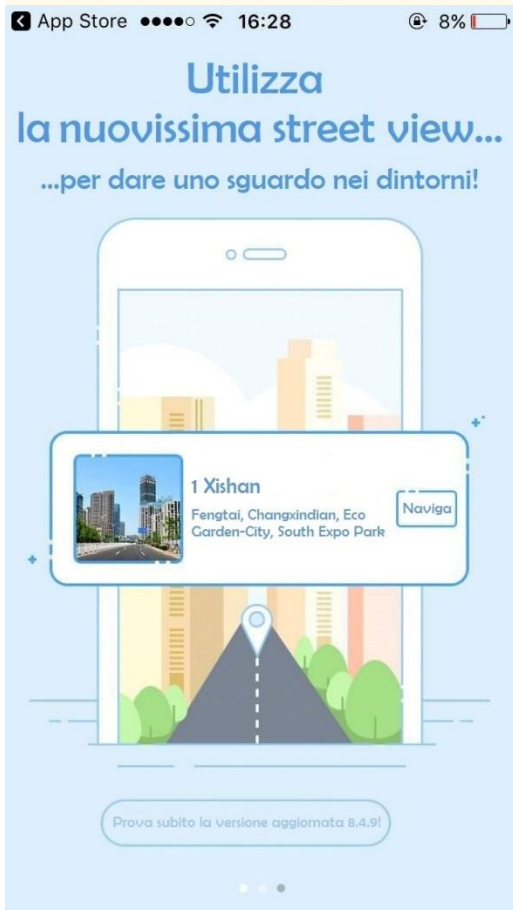 App Store 16:28 8%
Utilizza
la nuovissima street view...
...per dare uno sguardo nei dintorni!
1 Xishan
Fengtai, Changxindian, Eco
Garden-City, South Expo Park
Naviga
Prova subito la versione aggiornata 8.4.9!